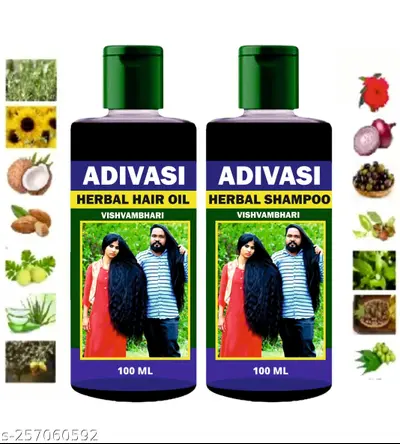 ADIVASI
HERBAL HAIR OIL
VISHVAMBHARI
100 ML
ADIVASI
HERBAL SHAMPOO
VISHVAMBHARI
100 ML
s-257060592